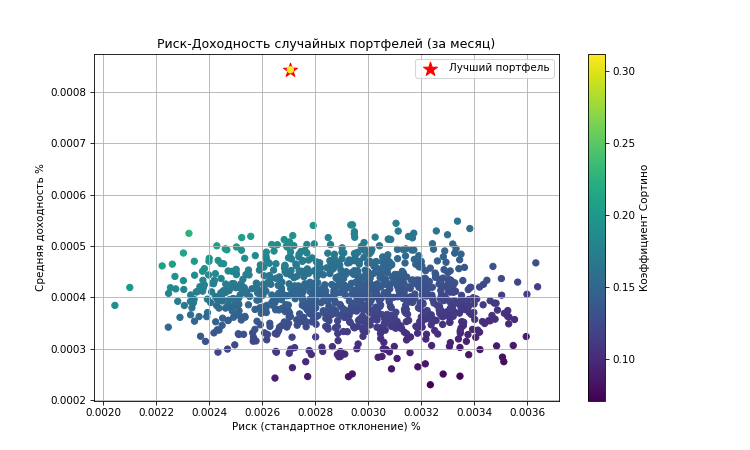 Риск-Доходность случайных портфелей (за месяц)
Лучший портфель
Средняя доходность %
0.0008
0.0007
0.0006
0.0005
0.0004
0.0003
0.0002
0.0020 0.0022 0.0024 0.0026 0.0028 0.0030 0.0032 0.0034 0.0036
Риск (стандартное отклонение) %
0.30
0.25
0.20
0.15
0.10
Коэффициент Сортино